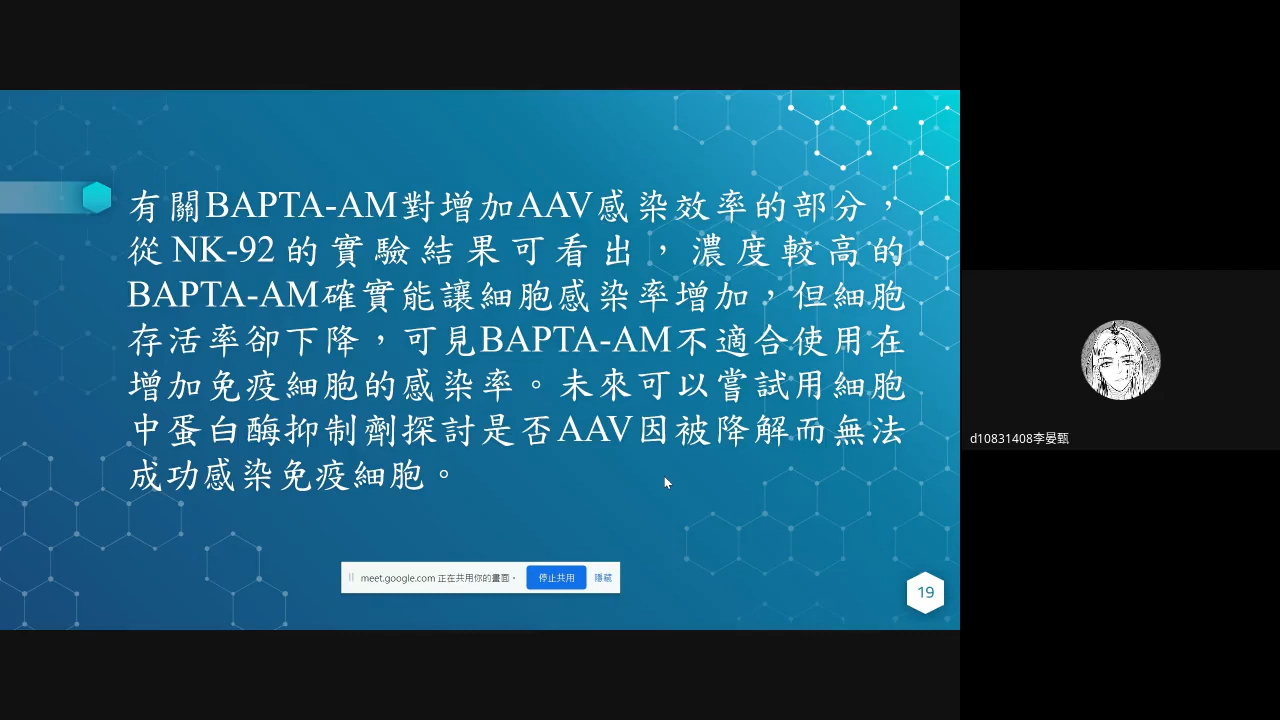 有關BAPTA-AM對增加AAV感染效率的部分，
從NK-92的實驗結果可看出，濃度較高的
BAPTA-AM確實能讓細胞感染率增加，但細胞
存活率卻下降，可見BAPTA-AM不適合使用在
增加免疫細胞的感染率。未來可以嘗試用細胞
中蛋白酶抑制劑探討是否AAV因被降解而無法
成功感染免疫細胞。
meet.google.com 正在共用你的畫面。 停止共用 隱藏
19
d10831408李晏甄